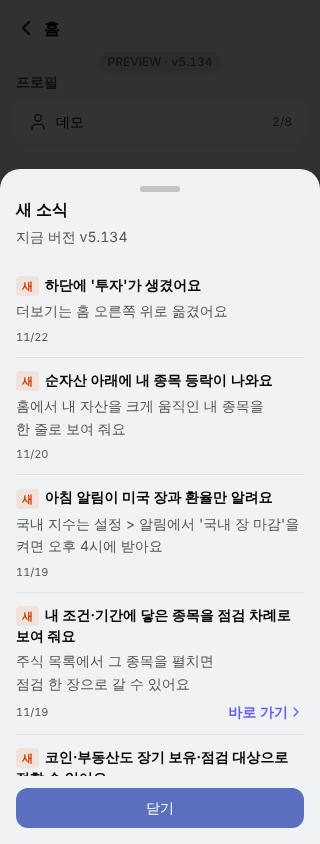 홈
PREVIEW · v5.134
프로필
데모
2/8
새 소식
지금 버전 v5.134
새 하단에 '투자'가 생겼어요
더보기는 홈 오른쪽 위로 옮겼어요
11/22
새 순자산 아래에 내 종목 등락이 나와요
홈에서 내 자산을 크게 움직인 내 종목을
한 줄로 보여 줘요
11/20
새 아침 알림이 미국 장과 환율만 알려요
국내 지수는 설정 > 알림에서 '국내 장 마감'을
켜면 오후 4시에 받아요
11/19
새 내 조건·기간에 닿은 종목을 점검 차례로
보여 줘요
주식 목록에서 그 종목을 펼치면
점검 한 장으로 갈 수 있어요
11/19
바로 가기
새 코인·부동산도 장기 보유·점검 대상으로
닫기